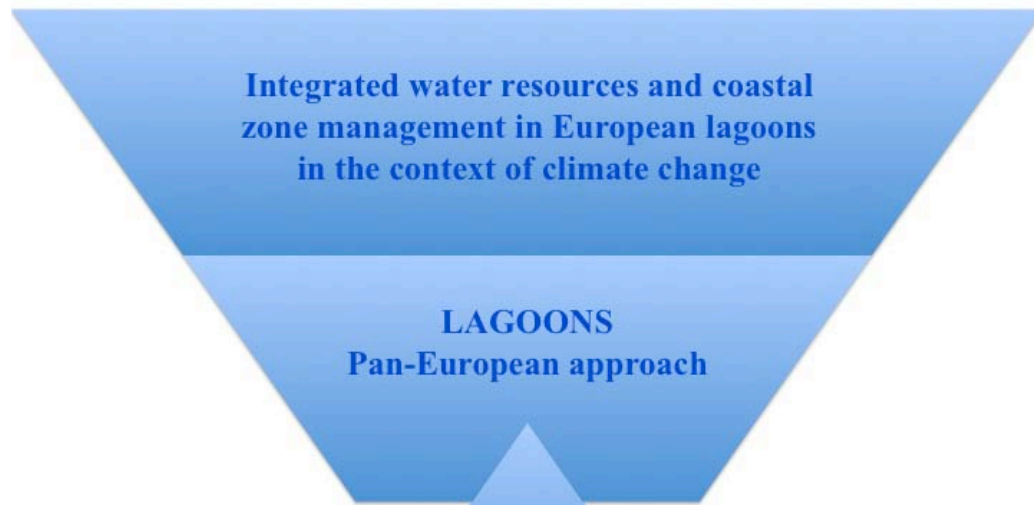 Integrated water resources and coastal
zone management in European lagoons
in the context of climate change
LAGOONS
Pan-European approach